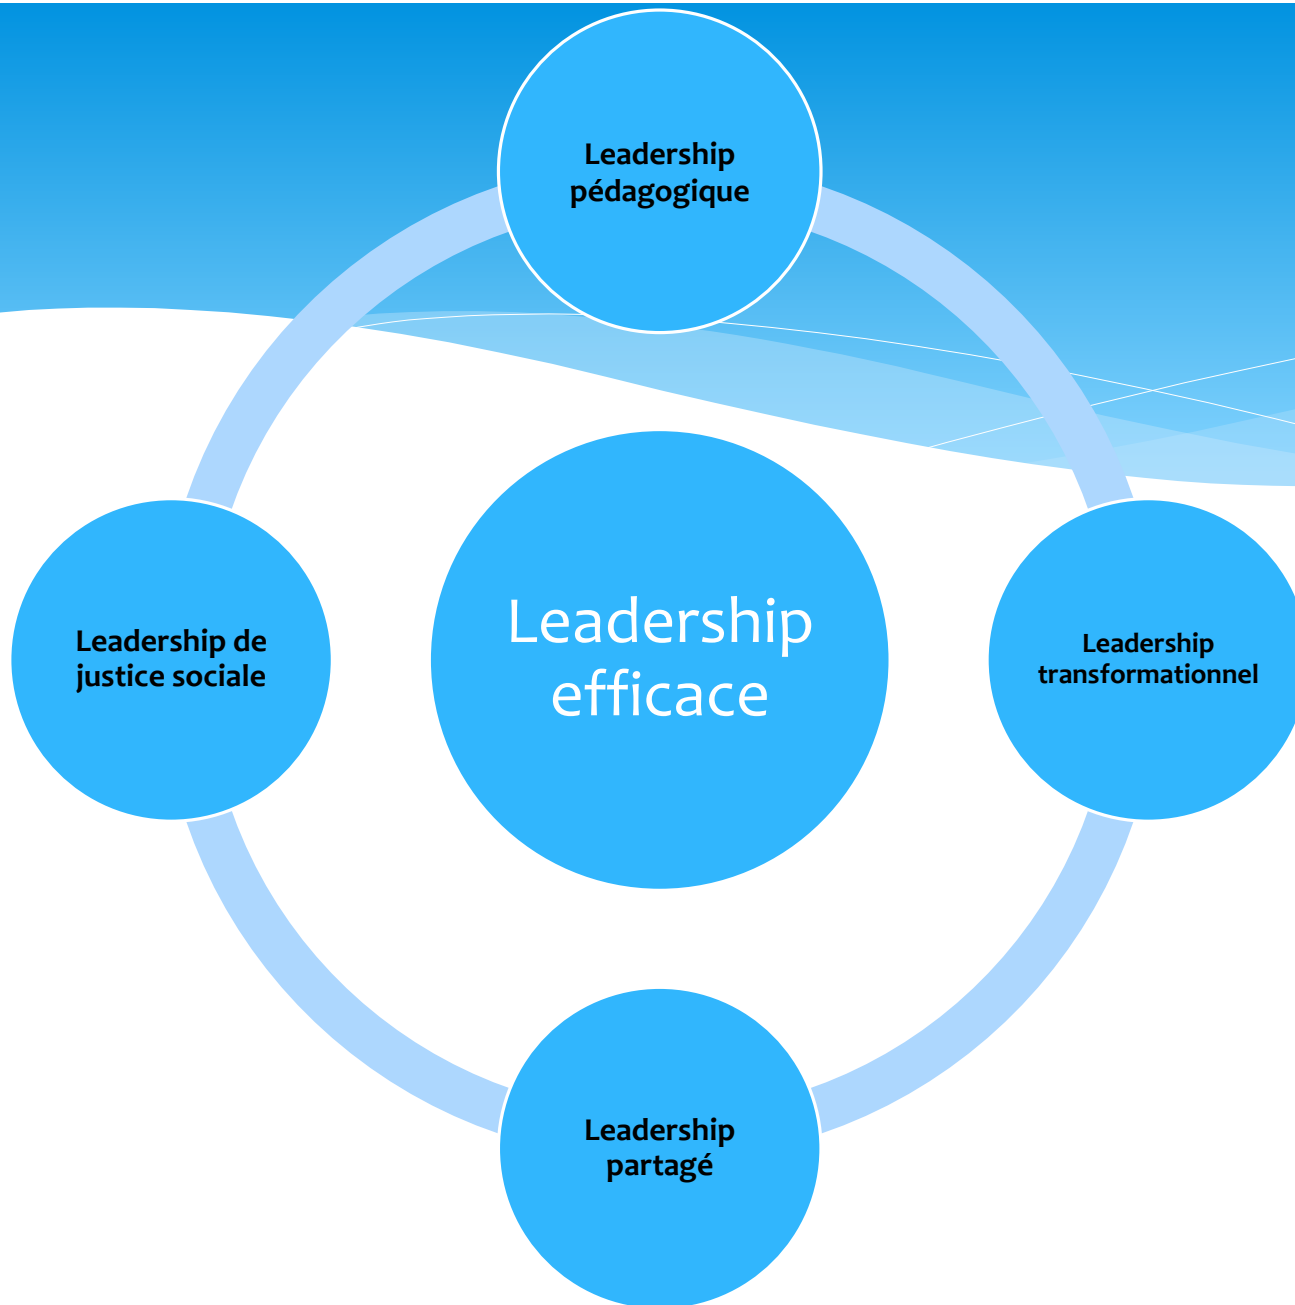 Leadership
pédagogique
Leadership de
justice sociale
Leadership
efficace
Leadership
transformationnel
Leadership
partagé